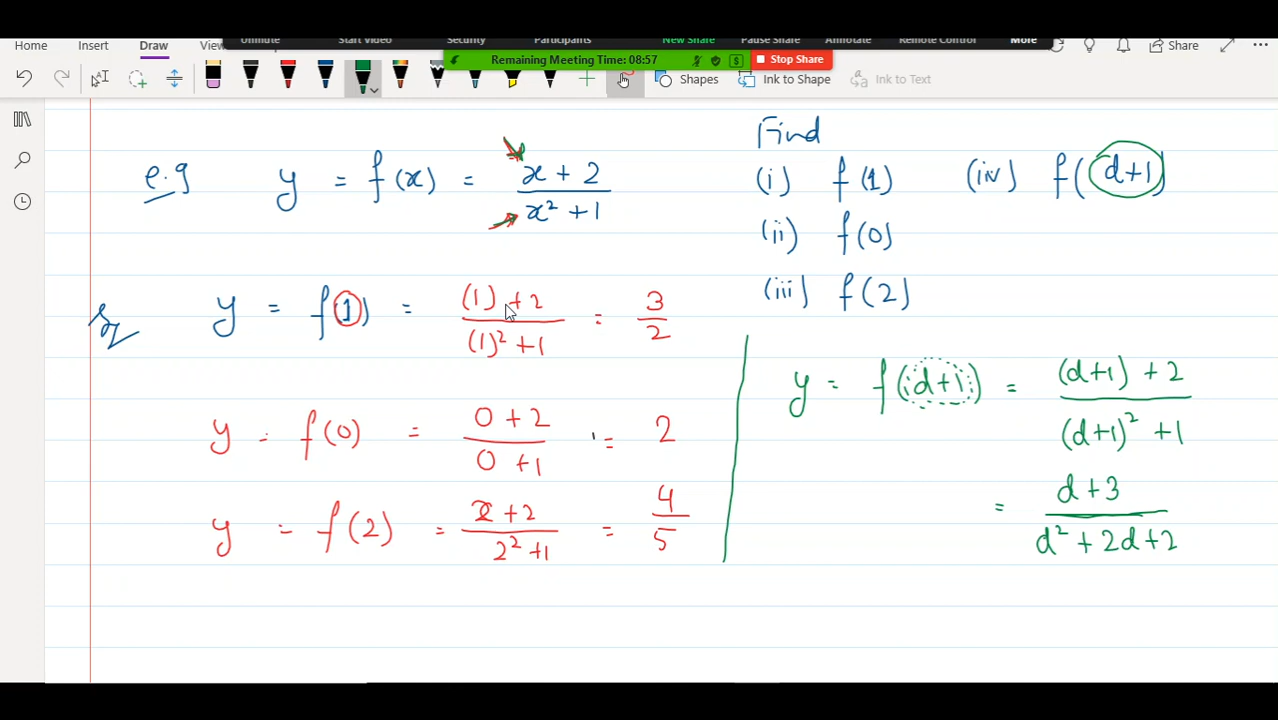 Home Insert Draw View Unmute Start Video Security Participants New Share Pause Share Annotate Remote Control More Share
Remaining Meeting Time: 08:57 Stop Share
Shapes Ink to Shape Ink to Text
Find
e.g y = f(x) = (x + 2)/(x² + 1)
(i) f(1) (iv) f(d+1)
(ii) f(0)
(iii) f(2)
y = f(1) = ((1) + 2)/((1)² + 1) = 3/2
y = f(0) = (0 + 2)/(0 + 1) = 2
y = f(2) = (2 + 2)/(2² + 1) = 4/5
y = f(d+1) = ((d+1) + 2)/((d+1)² + 1)
= (d+3)/(d² + 2d + 2)